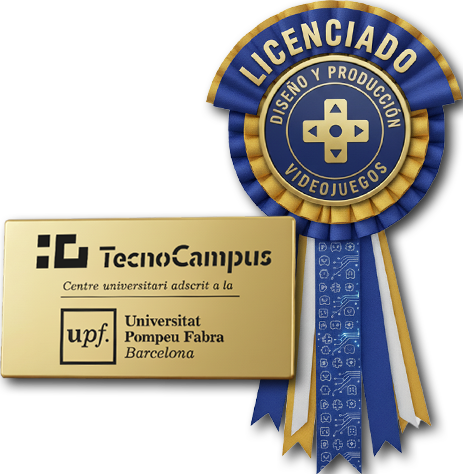 LICENCIADO
DISEÑO Y PRODUCCIÓN
VIDEOJUEGOS
TecnoCampus
Centre universitari adscrit a la
upf.
Universitat
Pompeu Fabra
Barcelona